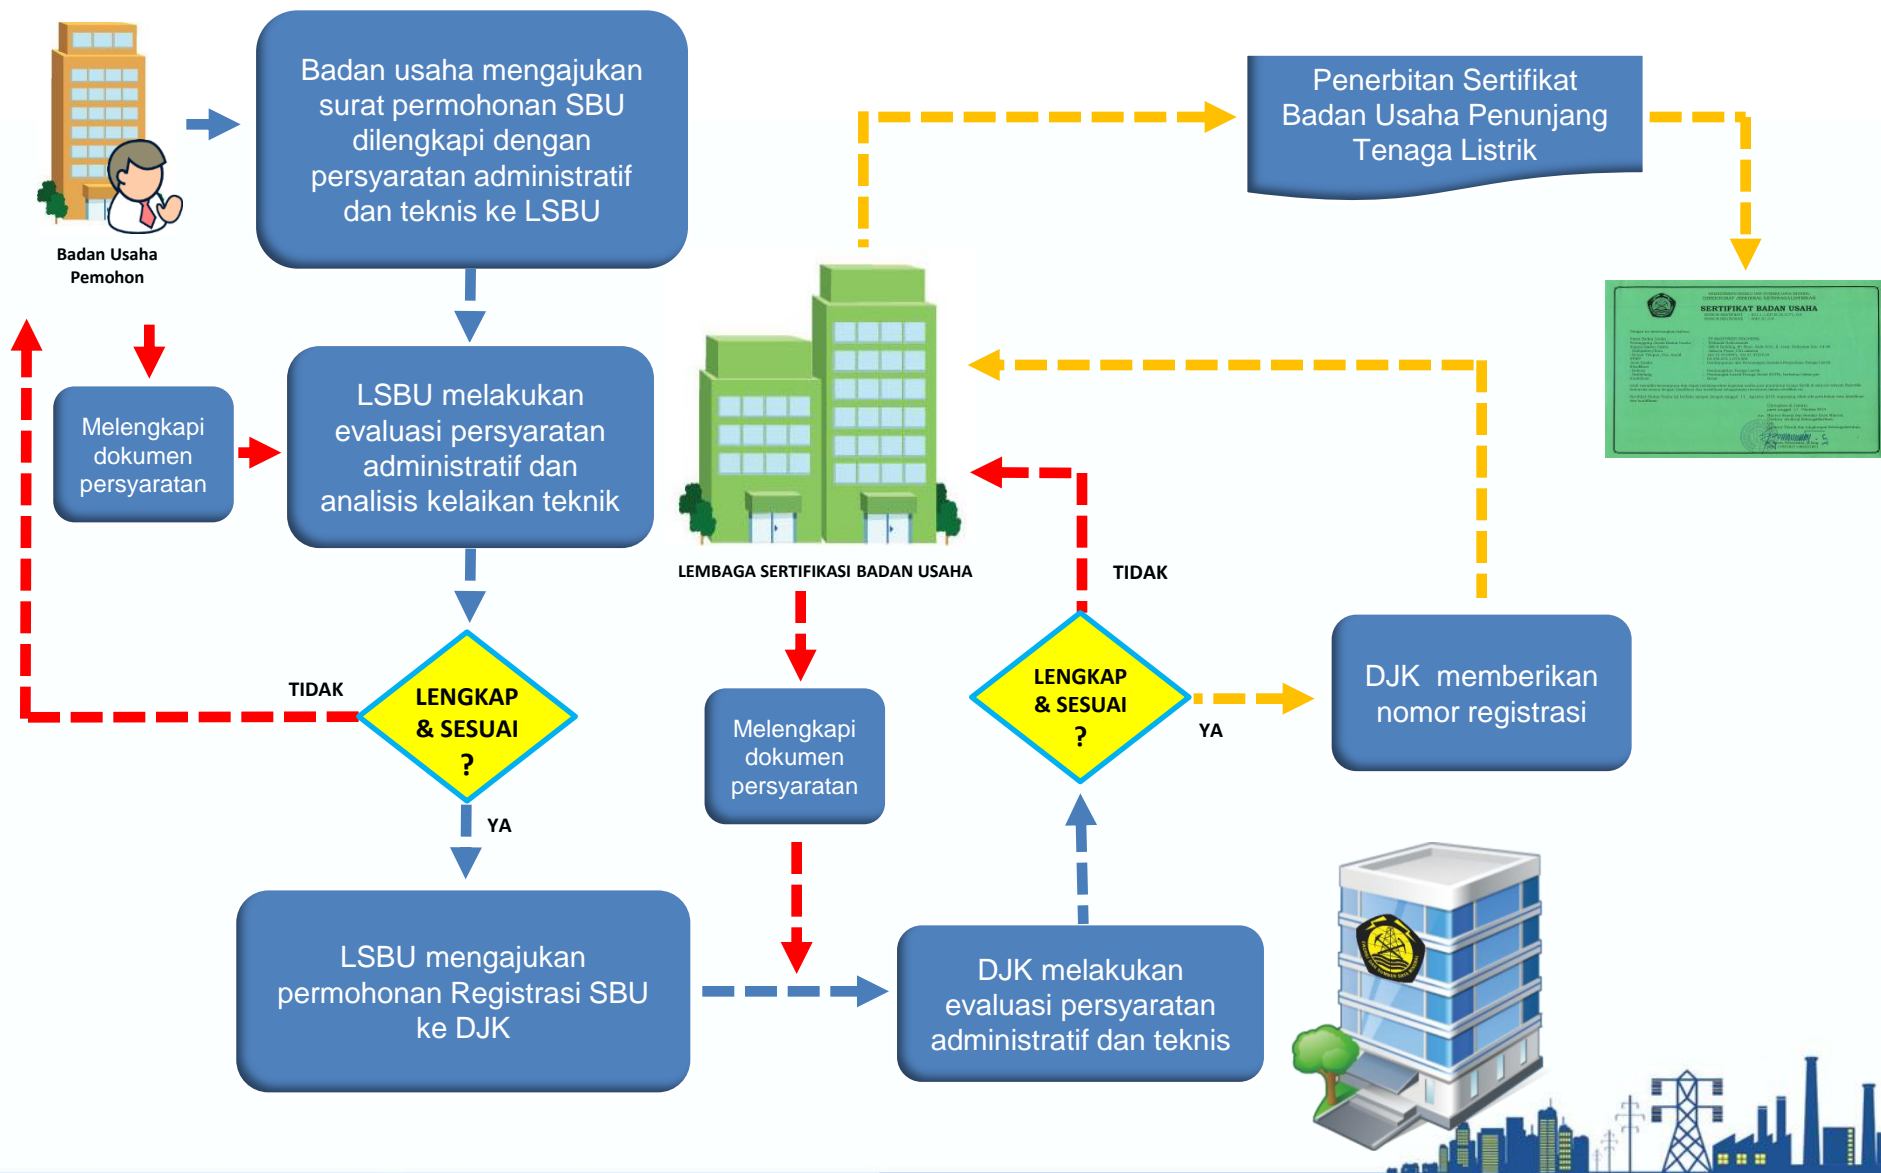 Badan usaha mengajukan
surat permohonan SBU
dilengkapi dengan
persyaratan administratif
dan teknis ke LSBU
Penerbitan Sertifikat
Badan Usaha Penunjang
Tenaga Listrik
Badan Usaha
Pemohon
SERTIFIKAT BADAN USAHA
Melengkapi
dokumen
persyaratan
LSBU melakukan
evaluasi persyaratan
administratif dan
analisis kelaikan teknik
LEMBAGA SERTIFIKASI BADAN USAHA
TIDAK
TIDAK
LENGKAP
& SESUAI
?
YA
LENGKAP
& SESUAI
?
YA
DJK  memberikan
nomor registrasi
Melengkapi
dokumen
persyaratan
LSBU mengajukan
permohonan Registrasi SBU
ke DJK
DJK melakukan
evaluasi persyaratan
administratif dan teknis